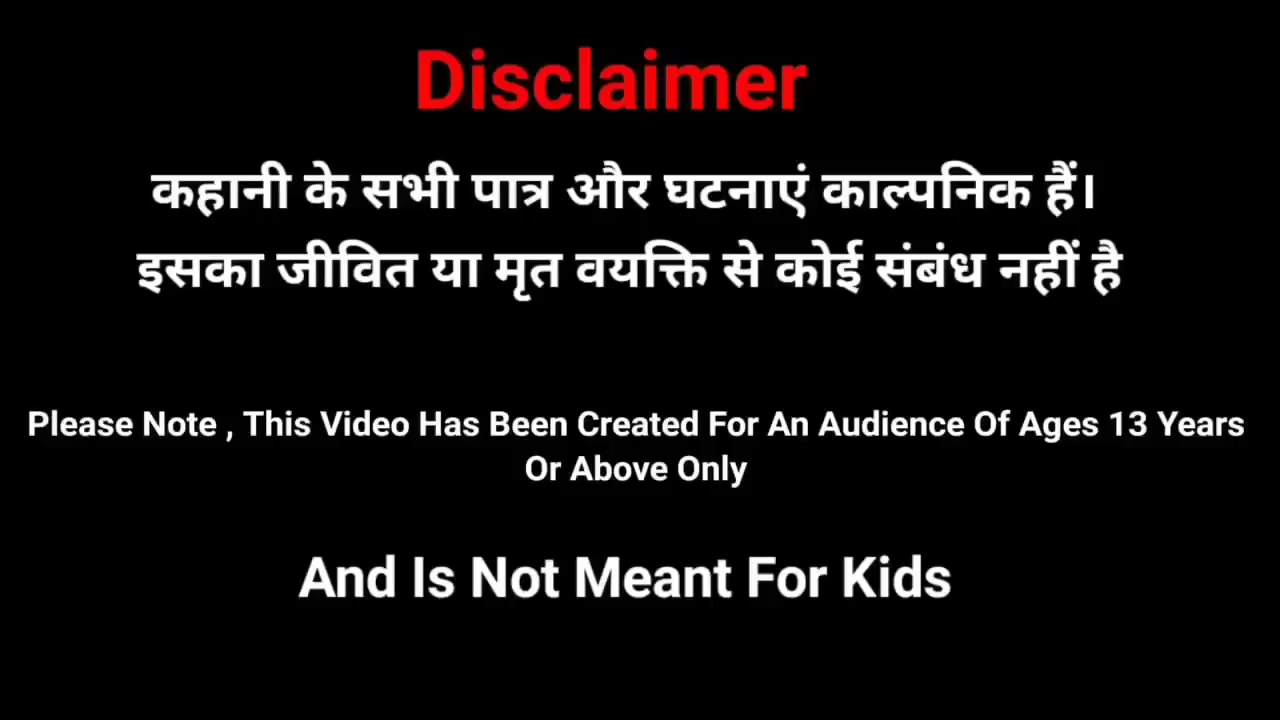 Disclaimer
कहानी के सभी पात्र और घटनाएं काल्पनिक हैं।
इसका जीवित या मृत वयक्ति से कोई संबंध नहीं है
Please Note , This Video Has Been Created For An Audience Of Ages 13 Years
Or Above Only
And Is Not Meant For Kids